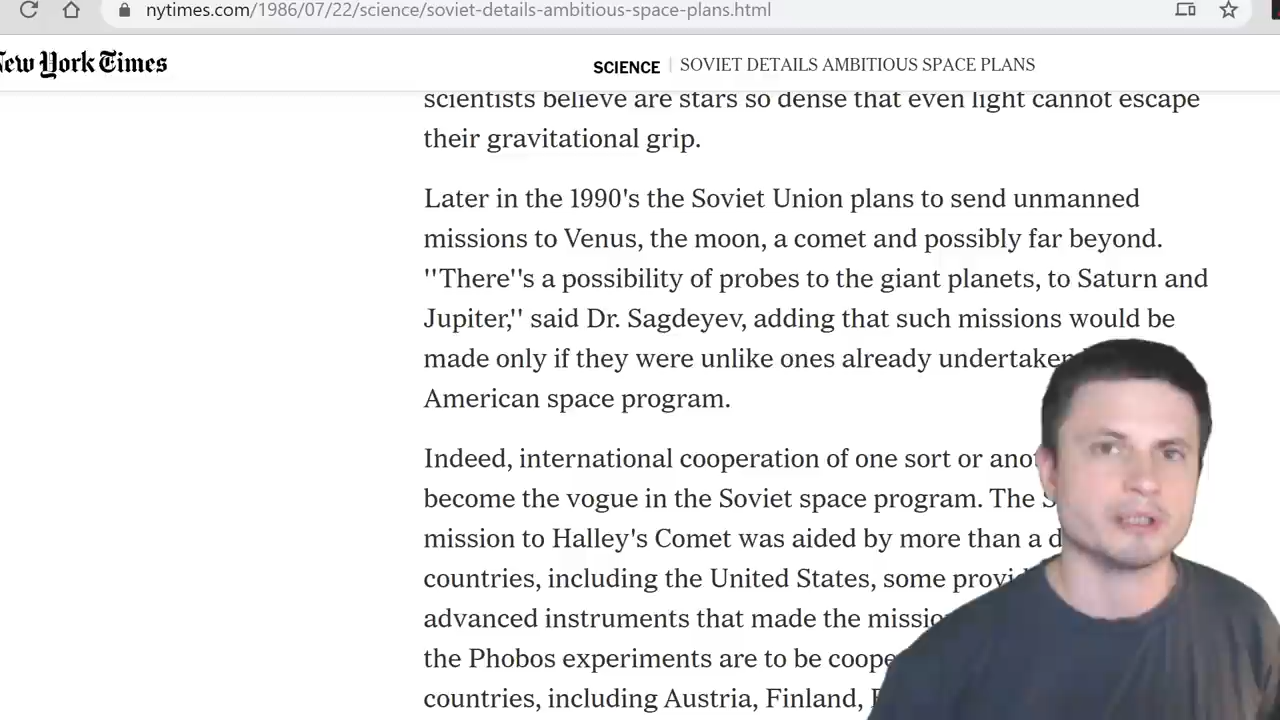 nytimes.com/1986/07/22/science/soviet-details-ambitious-space-plans.html
New York Times
SCIENCE | SOVIET DETAILS AMBITIOUS SPACE PLANS
scientists believe are stars so dense that even light cannot escape
their gravitational grip.
Later in the 1990's the Soviet Union plans to send unmanned
missions to Venus, the moon, a comet and possibly far beyond.
''There''s a possibility of probes to the giant planets, to Saturn and
Jupiter,'' said Dr. Sagdeyev, adding that such missions would be
made only if they were unlike ones already undertaken
American space program.
Indeed, international cooperation of one sort or
become the vogue in the Soviet space program. The
mission to Halley's Comet was aided by more than a
countries, including the United States, some
advanced instruments that made the
the Phobos experiments are to be
countries, including Austria, Finland,